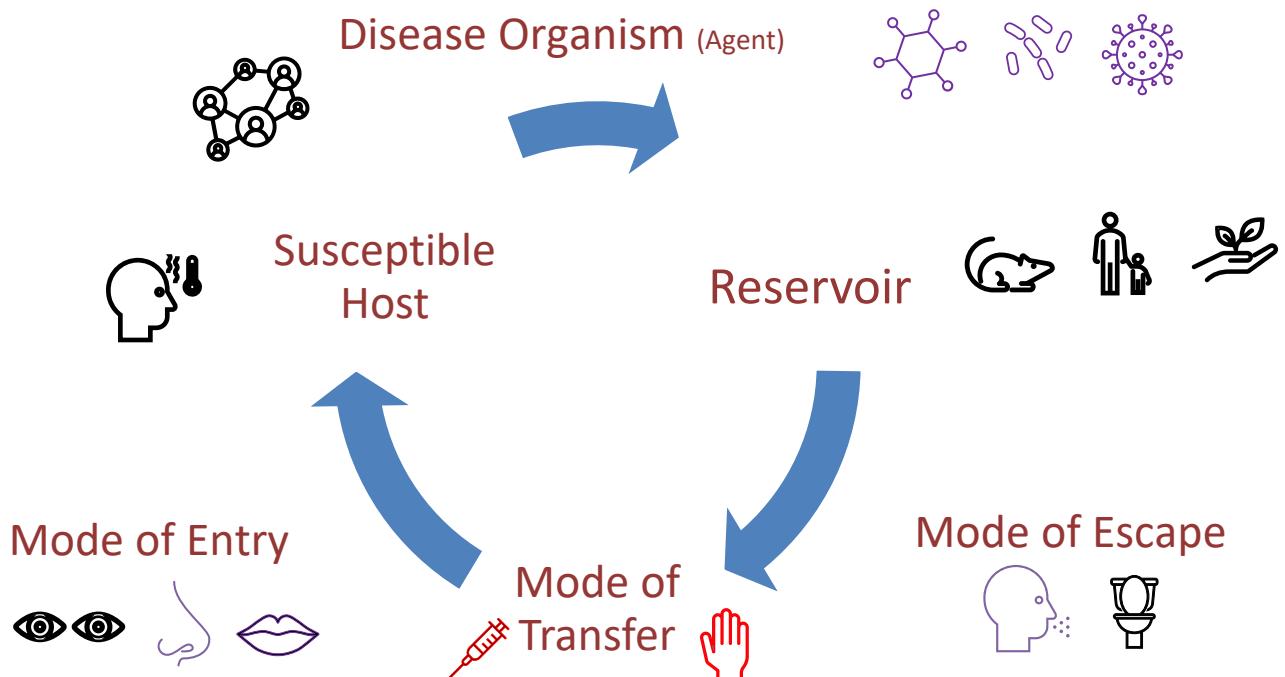 Disease Organism (Agent)
Susceptible
Host
Reservoir
Mode of Entry
Mode of Escape
Mode of
Transfer